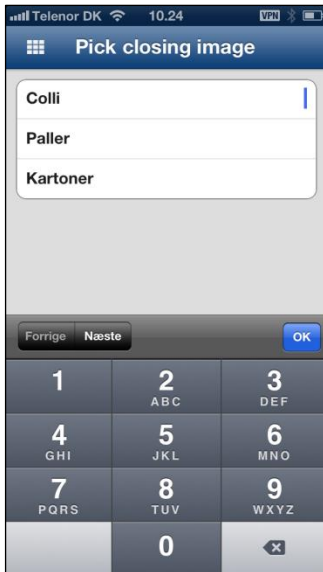 Telenor DK 10.24 VPN
Pick closing image
Colli
Paller
Kartoner
Forrige Næste OK
1 2 3
ABC DEF
4 5 6
GHI JKL MNO
7 8 9
PQRS TUV WXYZ
0